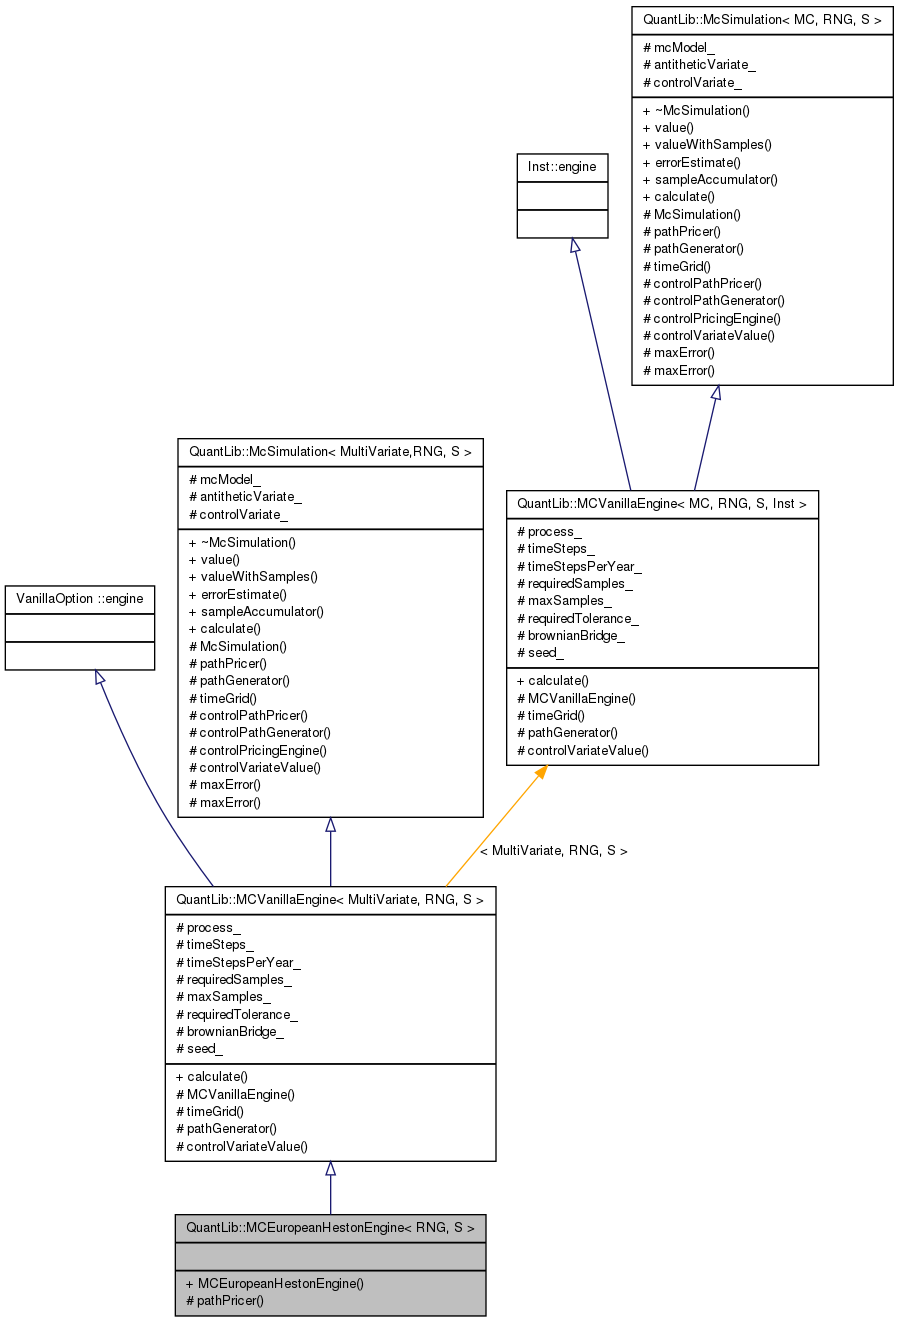 QuantLib::McSimulation< MC, RNG, S >
# mcModel_
# antitheticVariate_
# controlVariate_
+ ~McSimulation()
+ value()
+ valueWithSamples()
+ errorEstimate()
+ sampleAccumulator()
+ calculate()
# McSimulation()
# pathPricer()
# pathGenerator()
# timeGrid()
# controlPathPricer()
# controlPathGenerator()
# controlPricingEngine()
# controlVariateValue()
# maxError()
# maxError()
Inst::engine
QuantLib::McSimulation< MultiVariate,RNG, S >
# mcModel_
# antitheticVariate_
# controlVariate_
+ ~McSimulation()
+ value()
+ valueWithSamples()
+ errorEstimate()
+ sampleAccumulator()
+ calculate()
# McSimulation()
# pathPricer()
# pathGenerator()
# timeGrid()
# controlPathPricer()
# controlPathGenerator()
# controlPricingEngine()
# controlVariateValue()
# maxError()
# maxError()
QuantLib::MCVanillaEngine< MC, RNG, S, Inst >
# process_
# timeSteps_
# timeStepsPerYear_
# requiredSamples_
# maxSamples_
# requiredTolerance_
# brownianBridge_
# seed_
+ calculate()
# MCVanillaEngine()
# timeGrid()
# pathGenerator()
# controlVariateValue()
VanillaOption ::engine
< MultiVariate, RNG, S >
QuantLib::MCVanillaEngine< MultiVariate, RNG, S >
# process_
# timeSteps_
# timeStepsPerYear_
# requiredSamples_
# maxSamples_
# requiredTolerance_
# brownianBridge_
# seed_
+ calculate()
# MCVanillaEngine()
# timeGrid()
# pathGenerator()
# controlVariateValue()
QuantLib::MCEuropeanHestonEngine< RNG, S >
+ MCEuropeanHestonEngine()
# pathPricer()